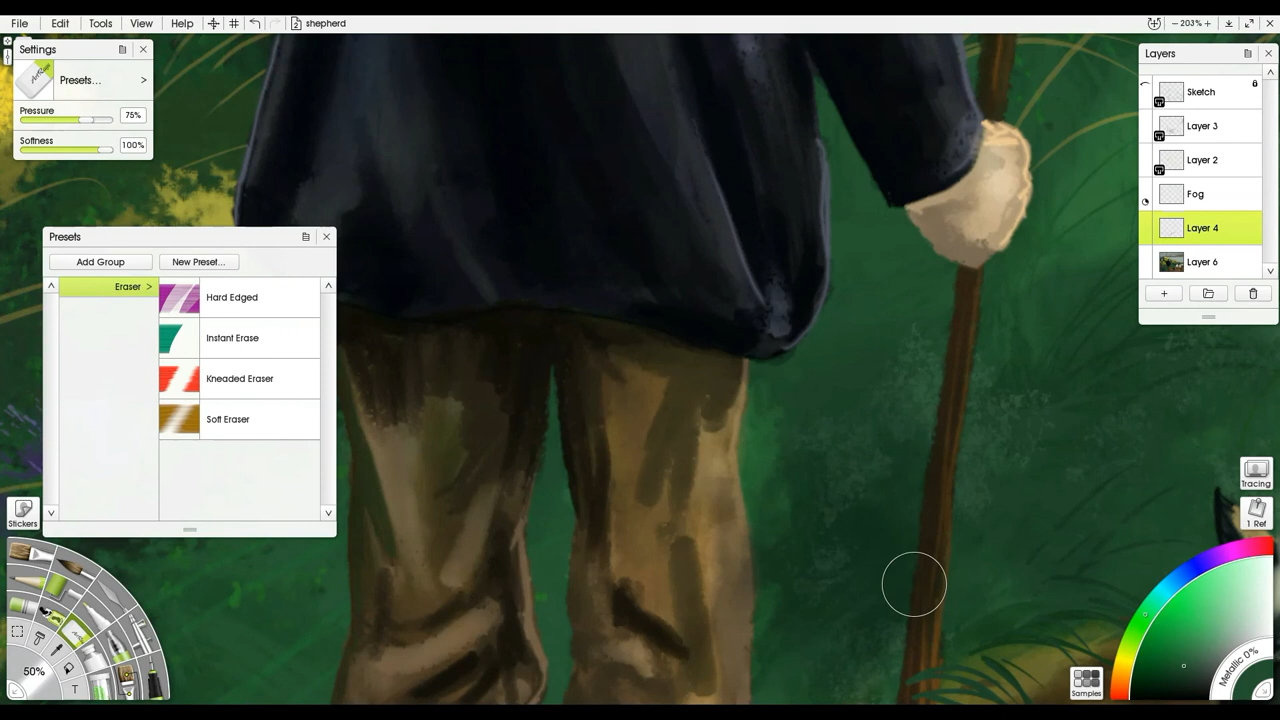 File Edit Tools View Help 2 shepherd − 203% +
Settings
ArtRage
Presets... >
Pressure
75%
Softness
100%
Presets
Add Group New Preset...
Eraser >
Hard Edged
Instant Erase
Kneaded Eraser
Soft Eraser
Layers
Sketch
Layer 3
Layer 2
Fog
Layer 4
Layer 6
+
Tracing
1 Ref
Stickers
50%
T
Samples
Metallic 0%